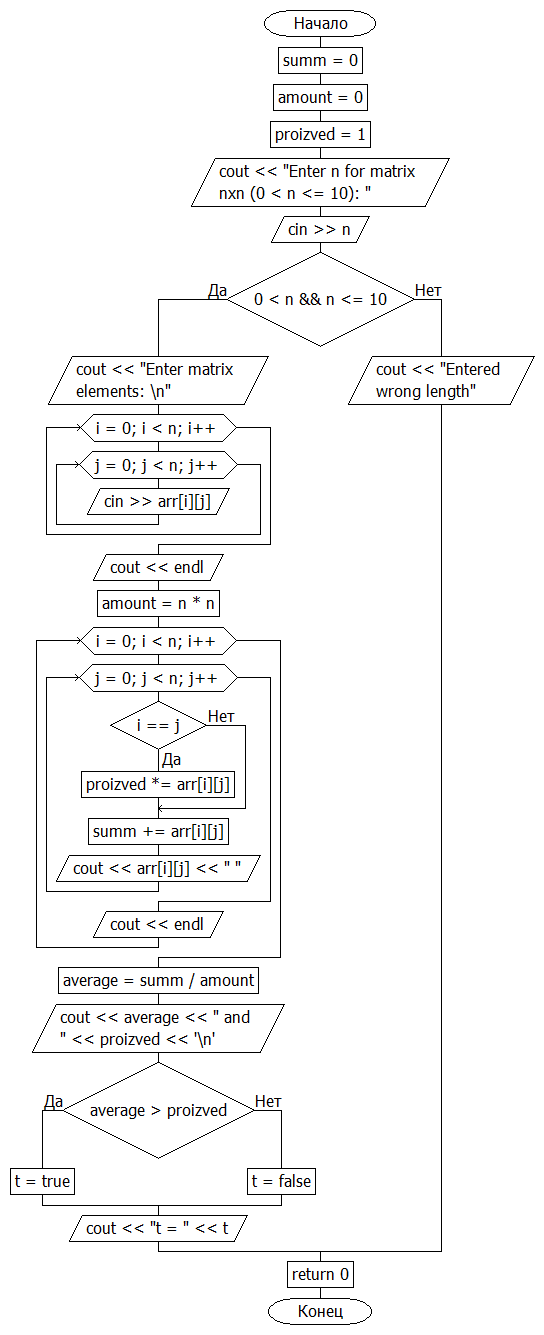 Начало
summ = 0
amount = 0
proizved = 1
cout << "Enter n for matrix
nxn (0 < n <= 10): "
cin >> n
0 < n && n <= 10
Да
Нет
cout << "Enter matrix
elements: \n"
cout << "Entered
wrong length"
i = 0; i < n; i++
j = 0; j < n; j++
cin >> arr[i][j]
cout << endl
amount = n * n
i = 0; i < n; i++
j = 0; j < n; j++
i == j
Нет
Да
proizved *= arr[i][j]
summ += arr[i][j]
cout << arr[i][j] << " "
cout << endl
average = summ / amount
cout << average << " and
" << proizved << '\n'
average > proizved
Да
Нет
t = true
t = false
cout << "t = " << t
return 0
Конец